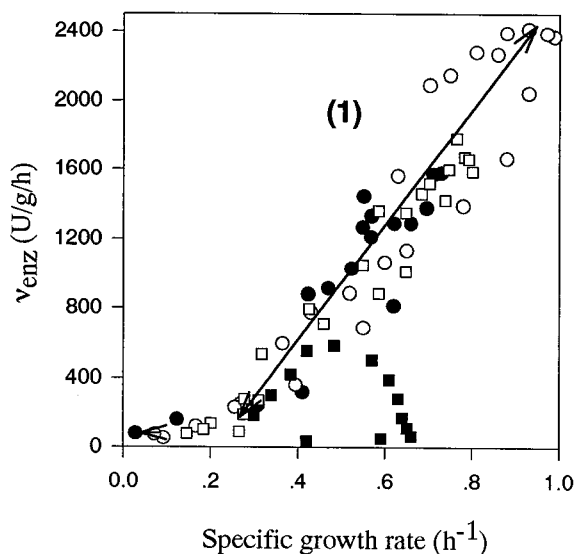 2400
2000
(1)
1600
1200
800
400
0
νenz (U/g/h)
0.0 .2 .4 .6 .8 1.0
Specific growth rate (h-1)